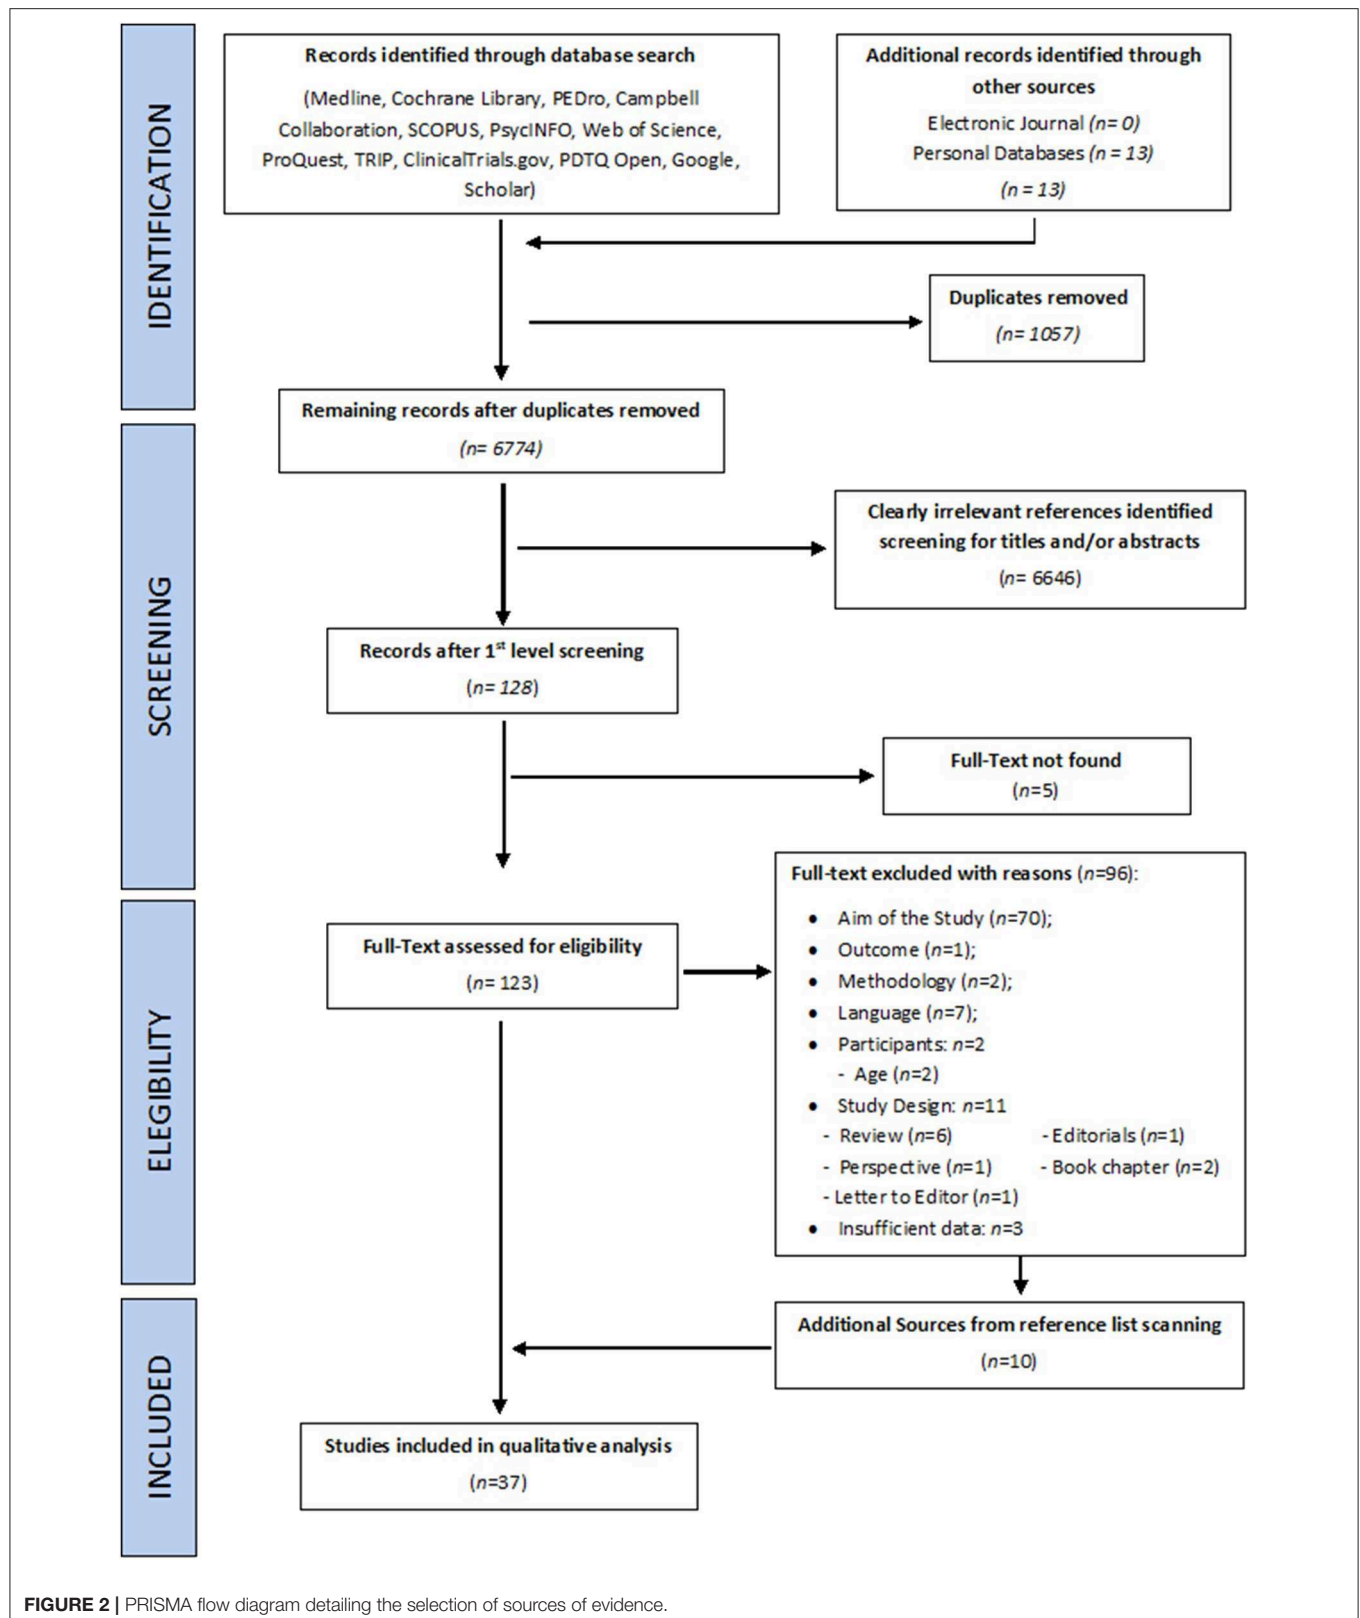 IDENTIFICATION
Records identified through database search
(Medline, Cochrane Library, PEDro, Campbell
Collaboration, SCOPUS, PsycINFO, Web of Science,
ProQuest, TRIP, ClinicalTrials.gov, PDTQ Open, Google,
Scholar)
Additional records identified through
other sources
Electronic Journal (n= 0)
Personal Databases (n = 13)
(n = 13)
Duplicates removed
(n= 1057)
SCREENING
Remaining records after duplicates removed
(n= 6774)
Clearly irrelevant references identified
screening for titles and/or abstracts
(n= 6646)
Records after 1st level screening
(n= 128)
Full-Text not found
(n=5)
ELEGIBILITY
Full-Text assessed for eligibility
(n= 123)
Full-text excluded with reasons (n=96):
• Aim of the Study (n=70);
• Outcome (n=1);
• Methodology (n=2);
• Language (n=7);
• Participants: n=2
- Age (n=2)
• Study Design: n=11
- Review (n=6) - Editorials (n=1)
- Perspective (n=1) - Book chapter (n=2)
- Letter to Editor (n=1)
• Insufficient data: n=3
INCLUDED
Additional Sources from reference list scanning
(n=10)
Studies included in qualitative analysis
(n=37)
FIGURE 2 | PRISMA flow diagram detailing the selection of sources of evidence.